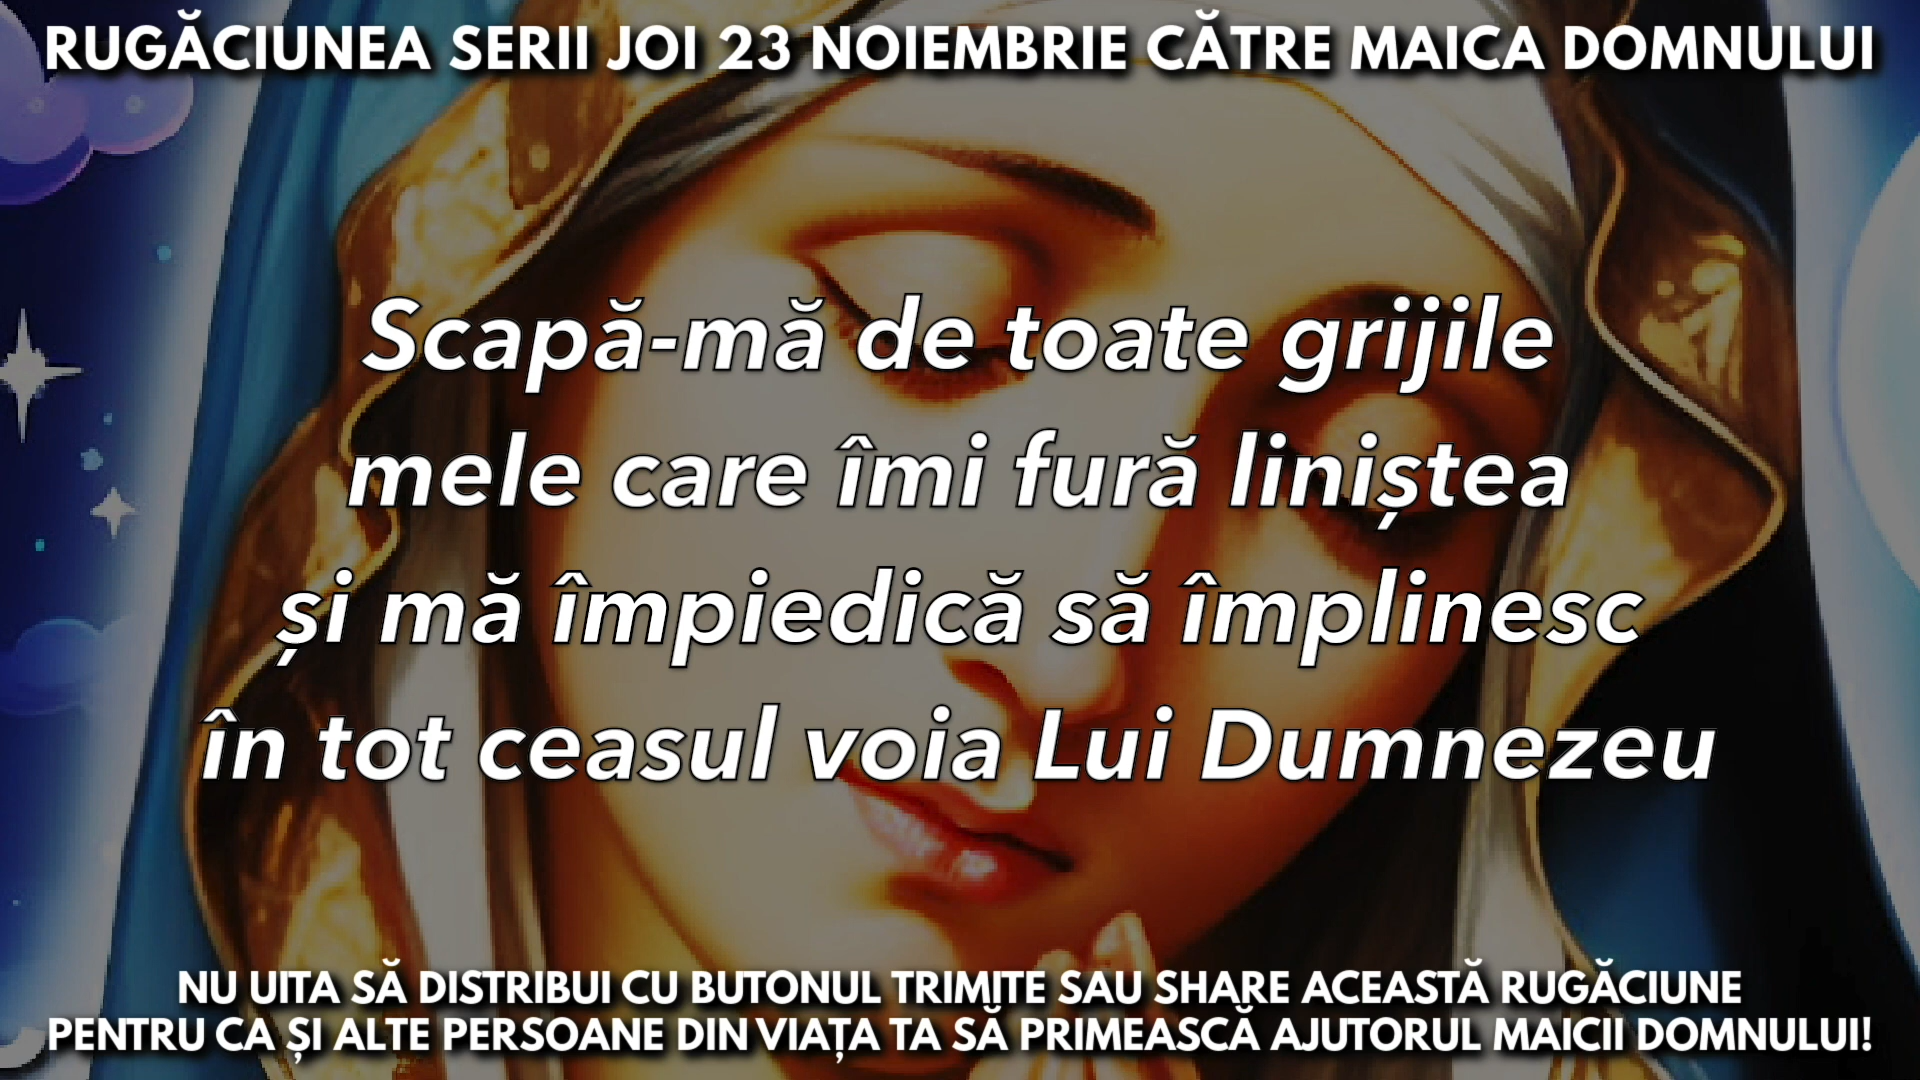 RUGĂCIUNEA SERII JOI 23 NOIEMBRIE CĂTRE MAICA DOMNULUI
Scapă-mă de toate grijile
mele care îmi fură liniștea
și mă împiedică să împlinesc
în tot ceasul voia Lui Dumnezeu
NU UITA SĂ DISTRIBUI CU BUTONUL TRIMITE SAU SHARE ACEASTĂ RUGĂCIUNE
PENTRU CA ȘI ALTE PERSOANE DIN VIAȚA TA SĂ PRIMEASCĂ AJUTORUL MAICII DOMNULUI!